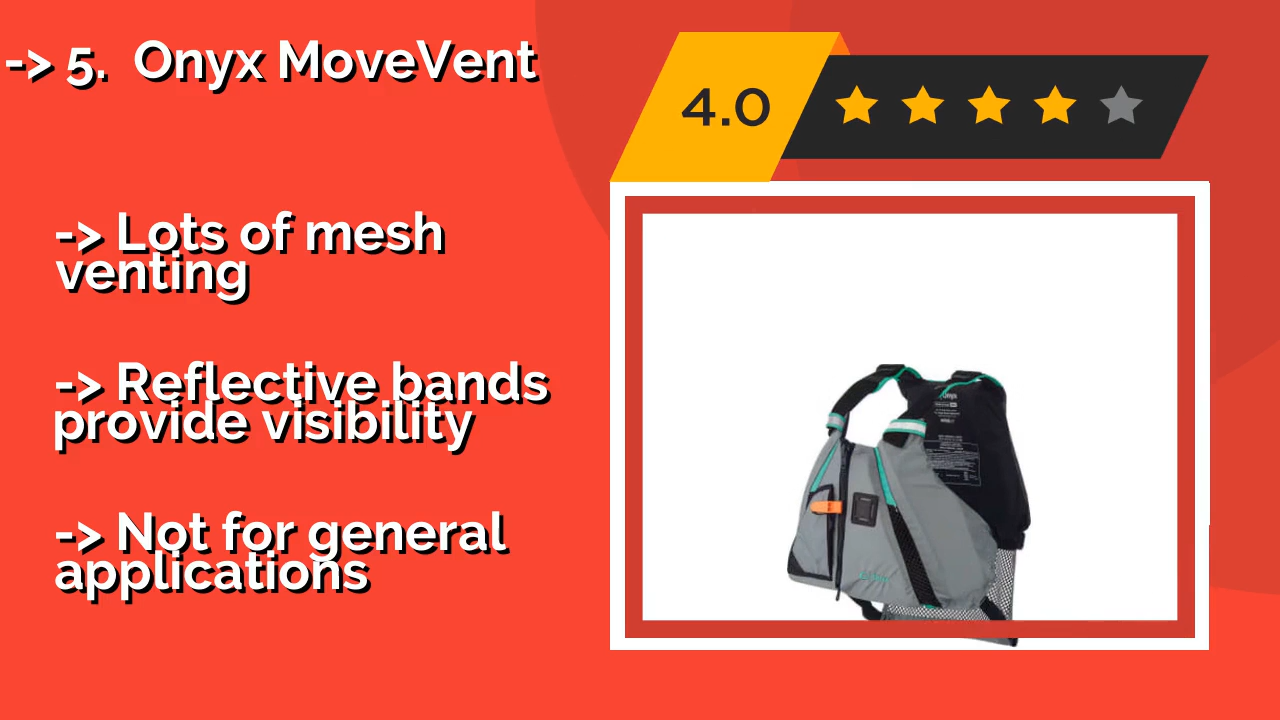 -> 5.  Onyx MoveVent
4.0
-> Lots of mesh
venting
-> Reflective bands
provide visibility
-> Not for general
applications